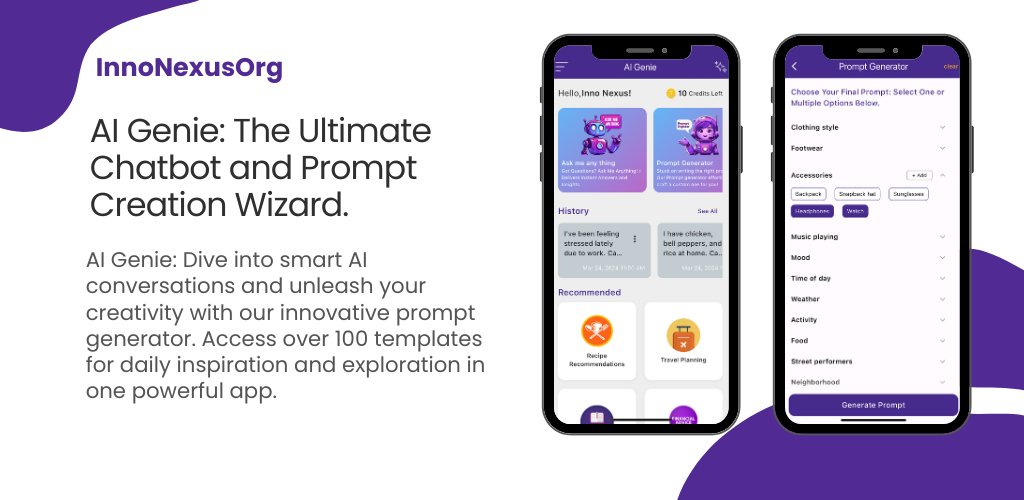 InnoNexusOrg
AI Genie: The Ultimate
Chatbot and Prompt
Creation Wizard.
AI Genie: Dive into smart AI
conversations and unleash your
creativity with our innovative prompt
generator. Access over 100 templates
for daily inspiration and exploration in
one powerful app.
AI Genie
Hello,Inno Nexus!
10 Credits Left
ASK ME
ANYTHING
Ask me any thing
Got Questions? Ask Me Anything!
Delivers Instant Answers and
Insights.
Prompt Generator
Stuck on writing the right
Our Prompt generator
craft a custom one for you!
History
See All
I've been feeling
stressed lately
due to work. Ca...
Mar 24, 2024 11:00 AM
I have chicken,
bell peppers, and
rice at home. Ca..
Mar 24, 2024
Recommended
Recipe
Recommendations
Travel Planning
FINANCIAL
ADVICE
Prompt Generator
Clear
Choose Your Final Prompt: Select One or
Multiple Options Below.
Clothing style
Footwear
Accessories
+ Add
Backpack
Snapback hat
Sunglasses
Headphones
Watch
Music playing
Mood
Time of day
Weather
Activity
Food
Street performers
Neighborhood
Generate Prompt